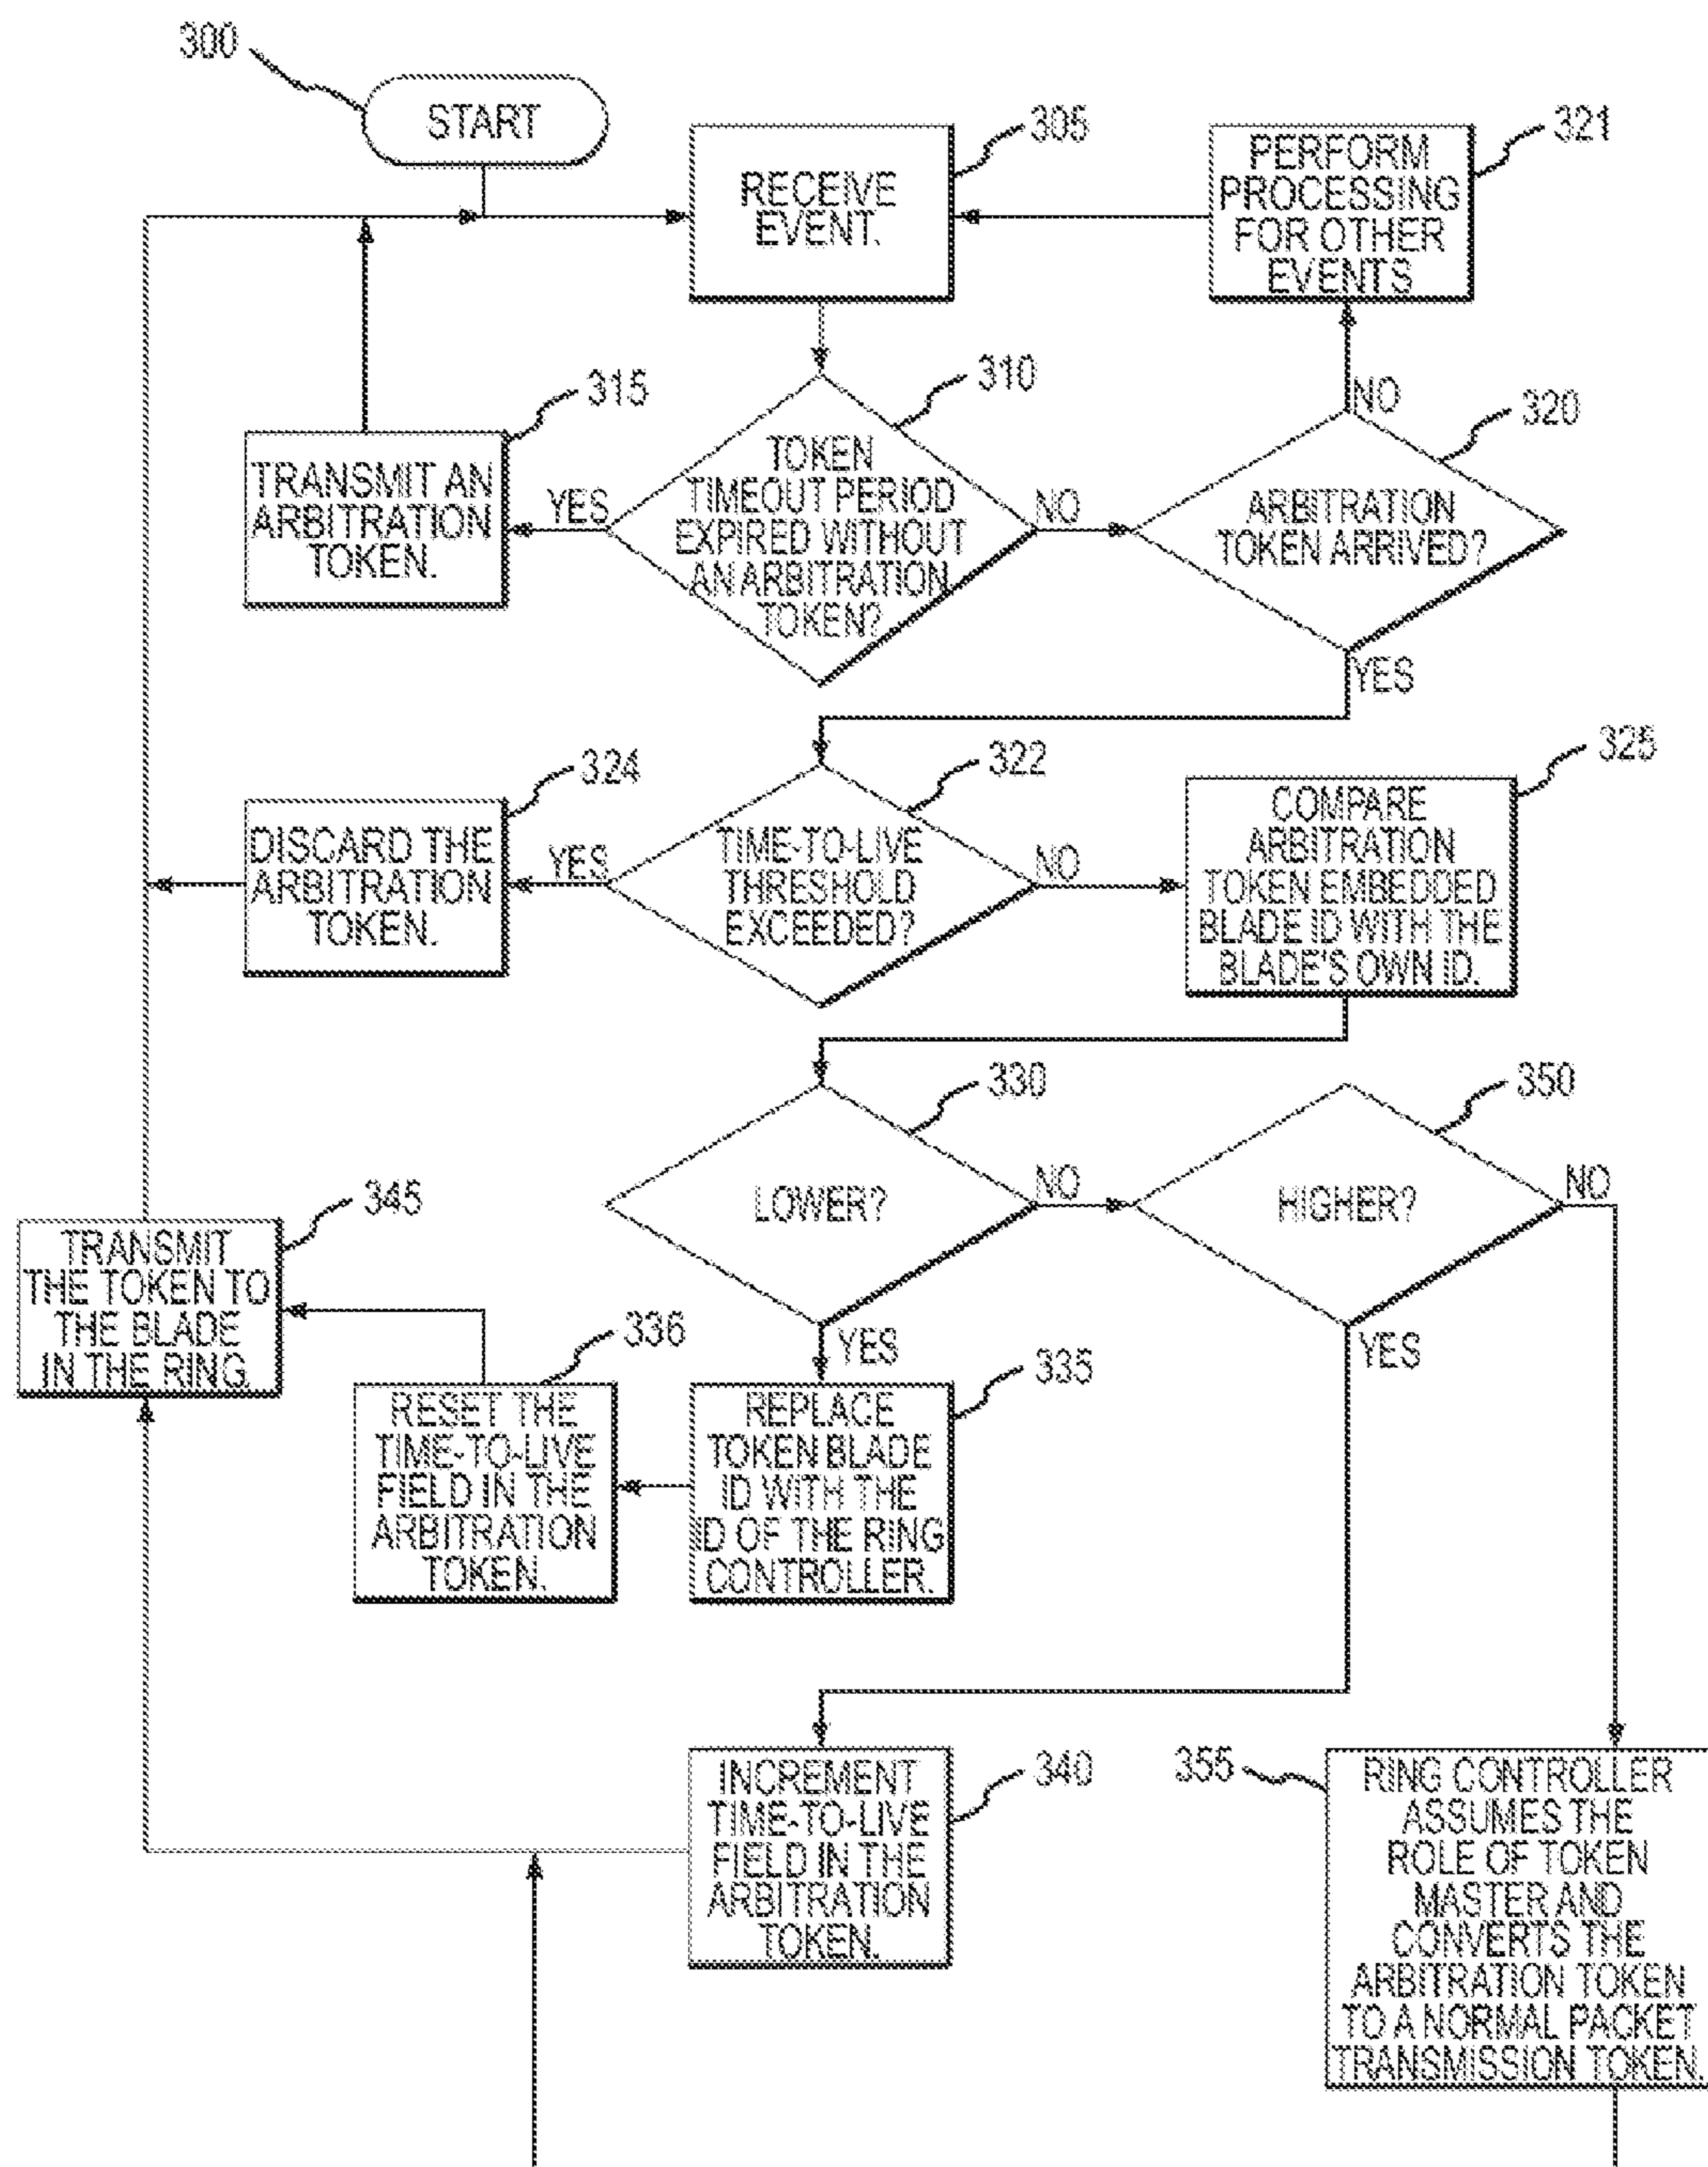 300
START
305
RECEIVE
EVENT.
321
PERFORM
PROCESSING
FOR OTHER
EVENTS
310
TOKEN
TIMEOUT PERIOD
EXPIRED WITHOUT
AN ARBITRATION
TOKEN?
YES
NO
315
TRANSMIT AN
ARBITRATION
TOKEN.
320
ARBITRATION
TOKEN ARRIVED?
NO
YES
322
TIME-TO-LIVE
THRESHOLD
EXCEEDED?
YES
NO
324
DISCARD THE
ARBITRATION
TOKEN.
325
COMPARE
ARBITRATION
TOKEN EMBEDDED
BLADE ID WITH THE
BLADE'S OWN ID.
330
LOWER?
NO
YES
350
HIGHER?
NO
YES
345
TRANSMIT
THE TOKEN TO
THE BLADE
IN THE RING.
336
RESET THE
TIME-TO-LIVE
FIELD IN THE
ARBITRATION
TOKEN.
335
REPLACE
TOKEN BLADE
ID WITH THE
ID OF THE RING
CONTROLLER.
340
INCREMENT
TIME-TO-LIVE
FIELD IN THE
ARBITRATION
TOKEN.
355
RING CONTROLLER
ASSUMES THE
ROLE OF TOKEN
MASTER AND
CONVERTS THE
ARBITRATION TOKEN
TO A NORMAL PACKET
TRANSMISSION TOKEN.